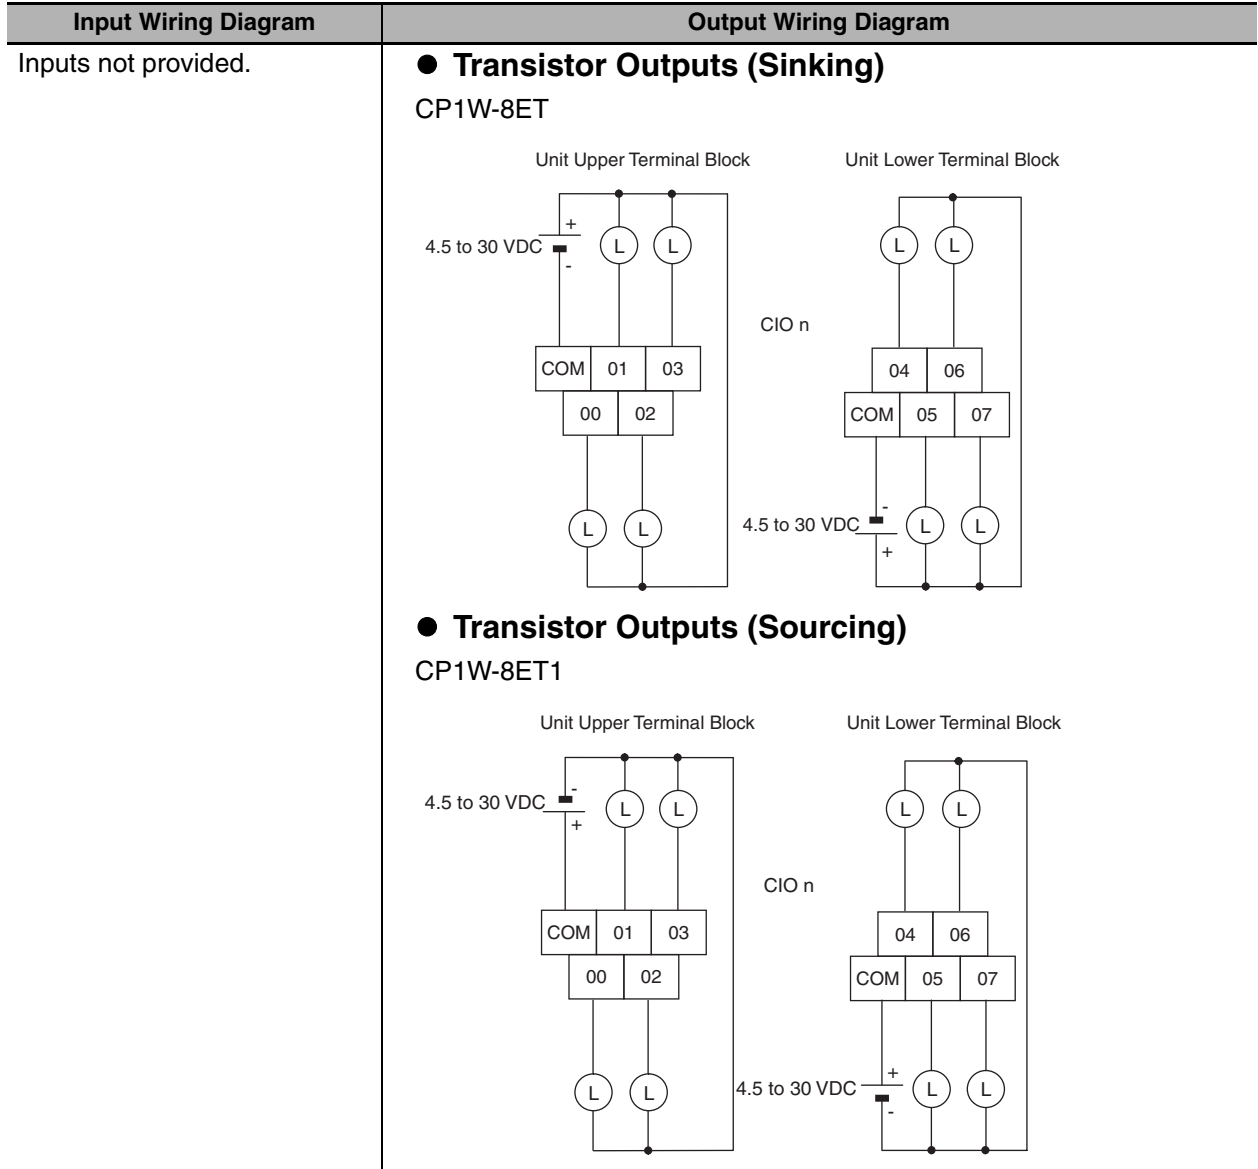 Input Wiring Diagram
Output Wiring Diagram
Inputs not provided.
● Transistor Outputs (Sinking)
CP1W-8ET
Unit Upper Terminal Block
Unit Lower Terminal Block
+
4.5 to 30 VDC
-
L
L
L
L
CIO n
COM 01 03
00 02
04 06
COM 05 07
L
L
4.5 to 30 VDC
-
+
L
L
● Transistor Outputs (Sourcing)
CP1W-8ET1
Unit Upper Terminal Block
Unit Lower Terminal Block
4.5 to 30 VDC
-
+
L
L
L
L
CIO n
COM 01 03
00 02
04 06
COM 05 07
L
L
4.5 to 30 VDC
+
-
L
L